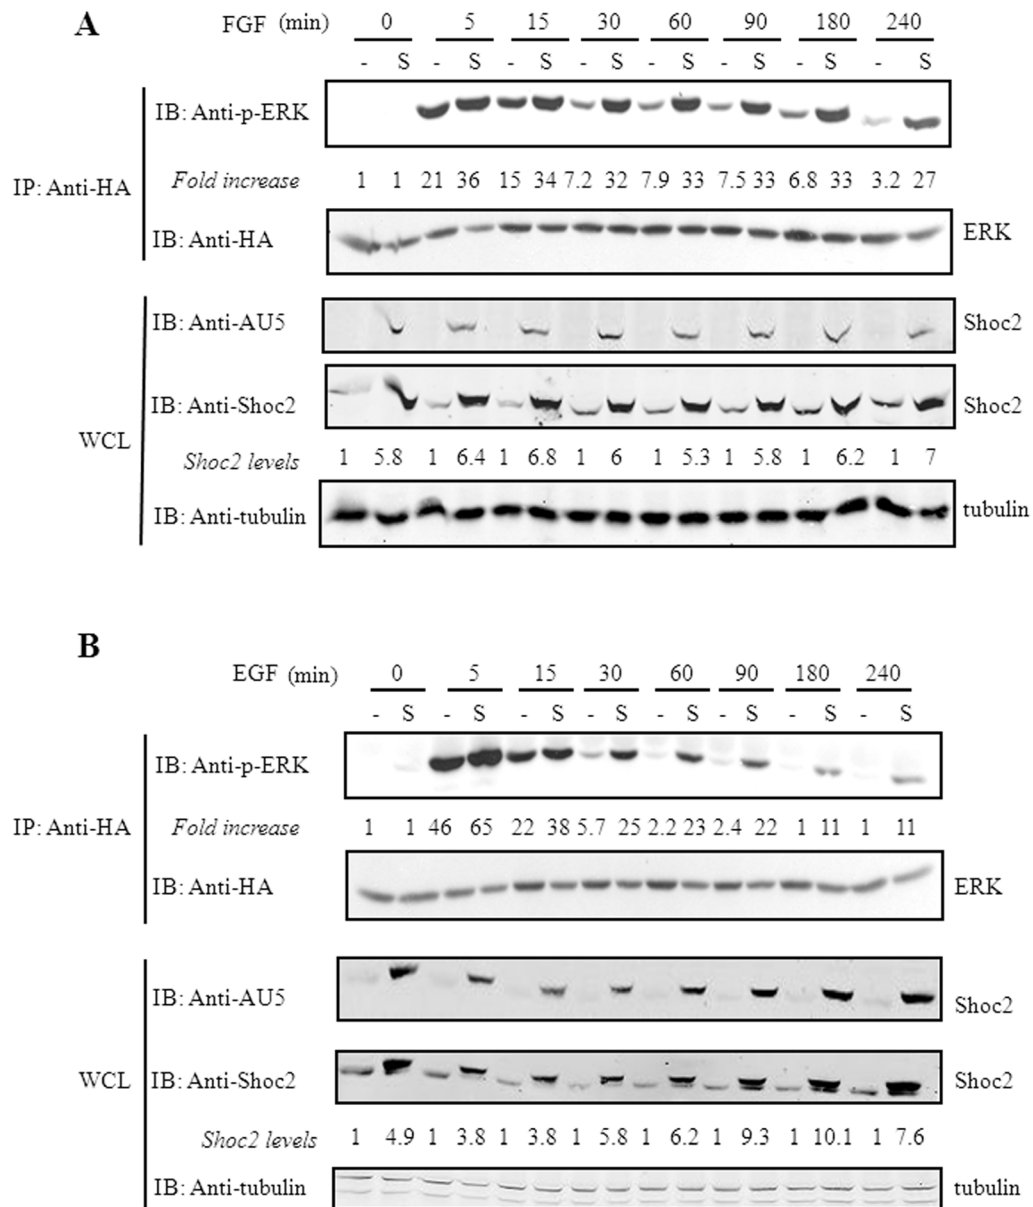 A
FGF (min) 0 5 15 30 60 90 180 240
- S - S - S - S - S - S - S - S
IB: Anti-p-ERK
IP: Anti-HA
Fold increase 1 1 21 36 15 34 7.2 32 7.9 33 7.5 33 6.8 33 3.2 27
IB: Anti-HA ERK
IB: Anti-AU5 Shoc2
IB: Anti-Shoc2 Shoc2
WCL
Shoc2 levels 1 5.8 1 6.4 1 6.8 1 6 1 5.3 1 5.8 1 6.2 1 7
IB: Anti-tubulin tubulin
B
EGF (min) 0 5 15 30 60 90 180 240
- S - S - S - S - S - S - S - S
IB: Anti-p-ERK
IP: Anti-HA Fold increase 1 1 46 65 22 38 5.7 25 2.2 23 2.4 22 1 11 1 11
IB: Anti-HA ERK
IB: Anti-AU5 Shoc2
WCL IB: Anti-Shoc2 Shoc2
Shoc2 levels 1 4.9 1 3.8 1 3.8 1 5.8 1 6.2 1 9.3 1 10.1 1 7.6
IB: Anti-tubulin tubulin